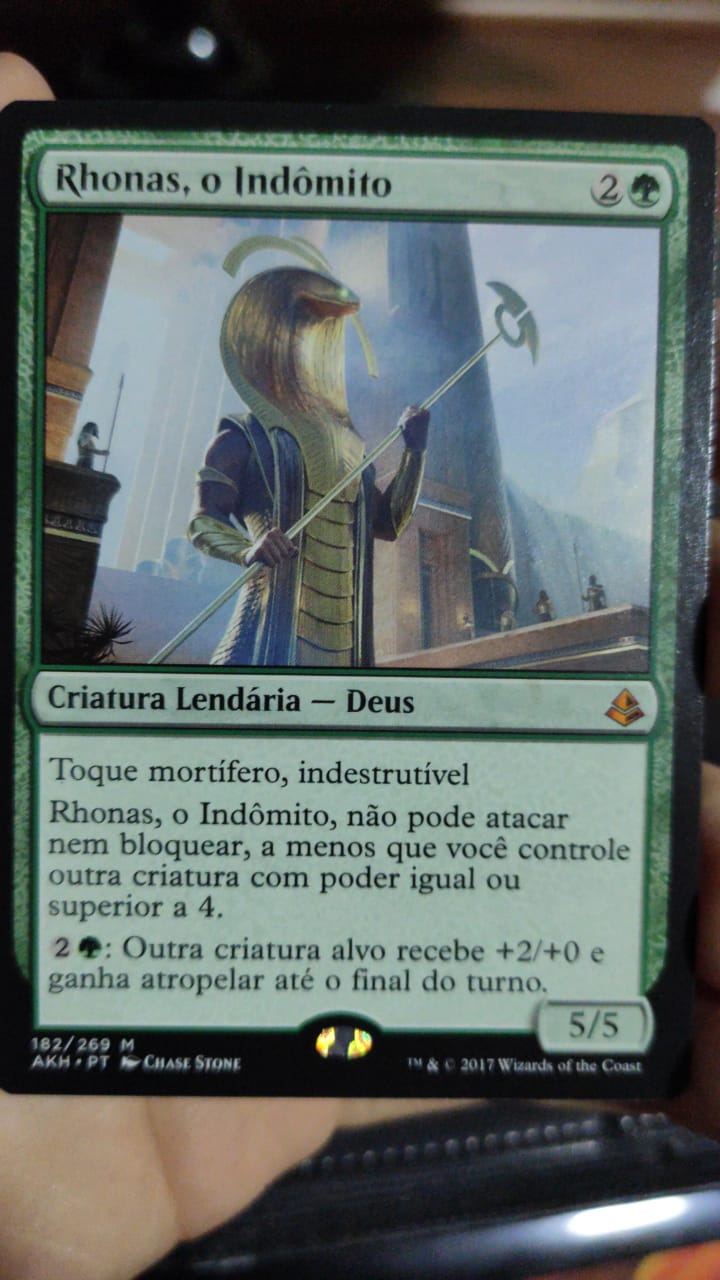 Rhonas, o Indômito 2
Criatura Lendária — Deus
Toque mortífero, indestrutível
Rhonas, o Indômito, não pode atacar
nem bloquear, a menos que você controle
outra criatura com poder igual ou
superior a 4.
2 : Outra criatura alvo recebe +2/+0 e
ganha atropelar até o final do turno.
5/5
182/269 M
AKH • PT Chase Stone
™ & © 2017 Wizards of the Coast